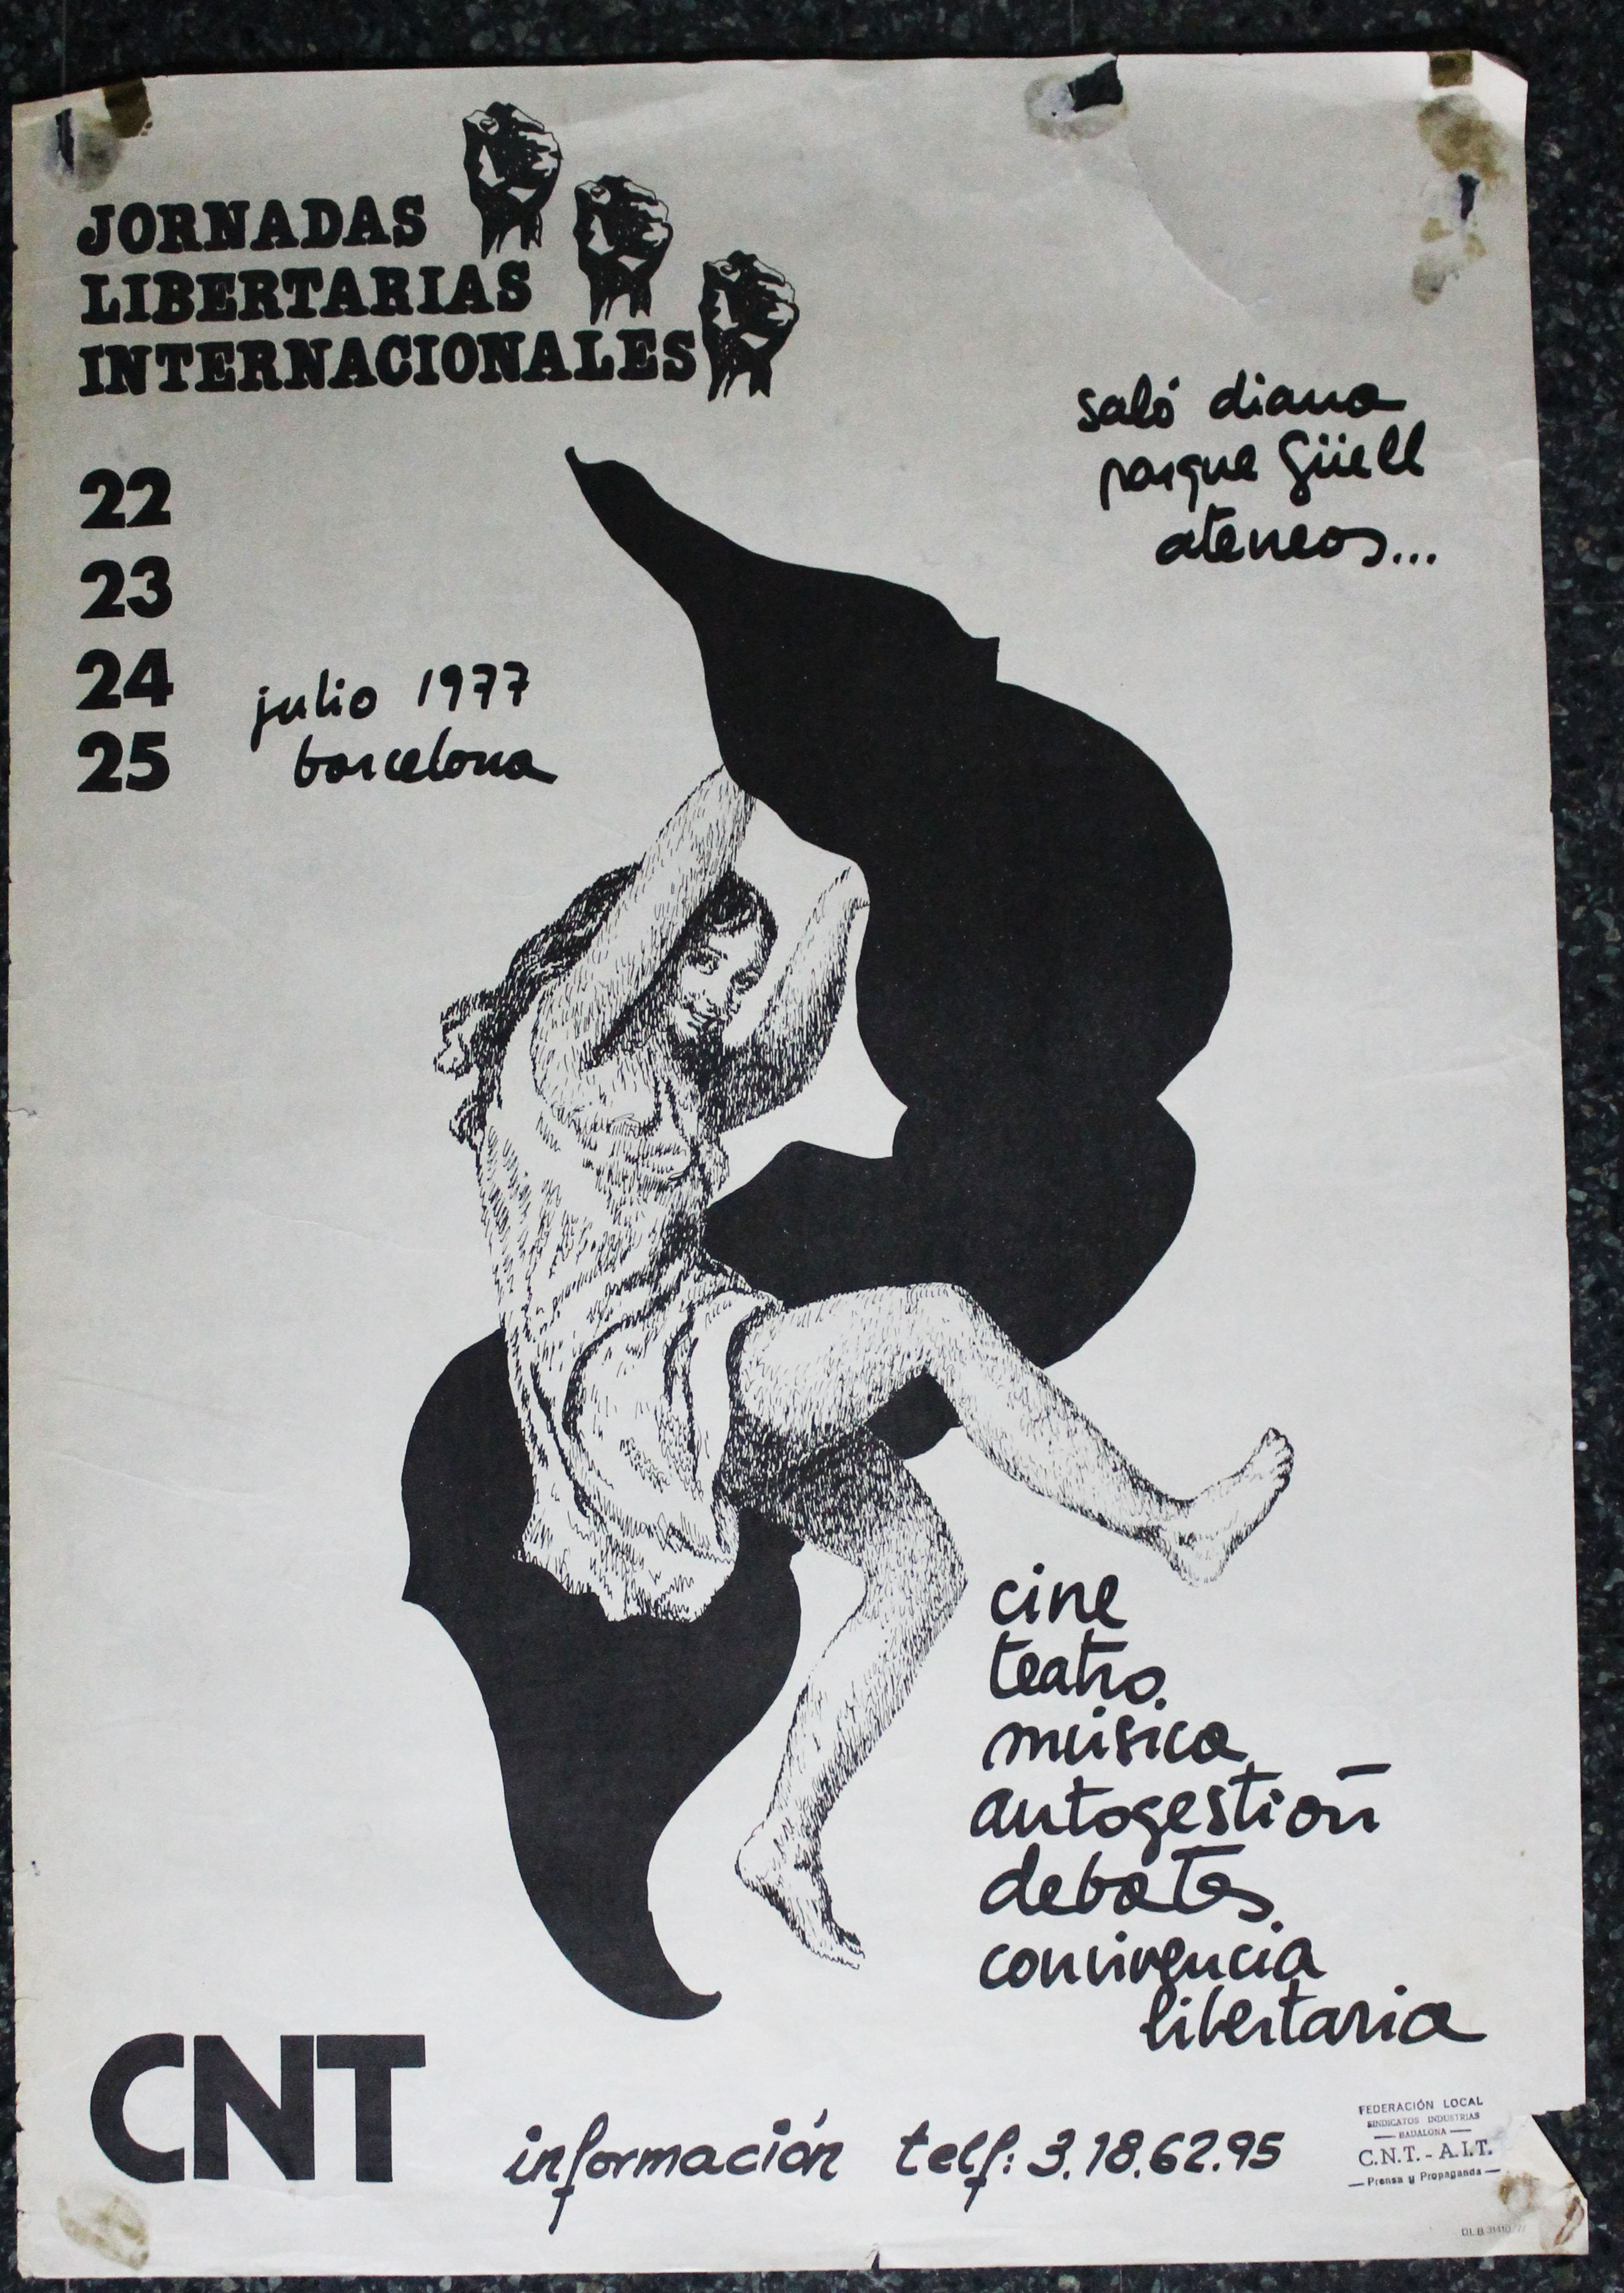 JORNADAS
LIBERTARIAS
INTERNACIONALES
22
23
24
25
julio 1977
barcelona
saló diana
parque Güell
ateneos...
cine
teatro
música
autogestión
debates
convivencia
libertaria
CNT
información telf: 3.18.62.95
FEDERACIÓN LOCAL
SINDICATOS INDUSTRIAS
BADALONA
C.N.T. - A.I.T.
Prensa y Propaganda